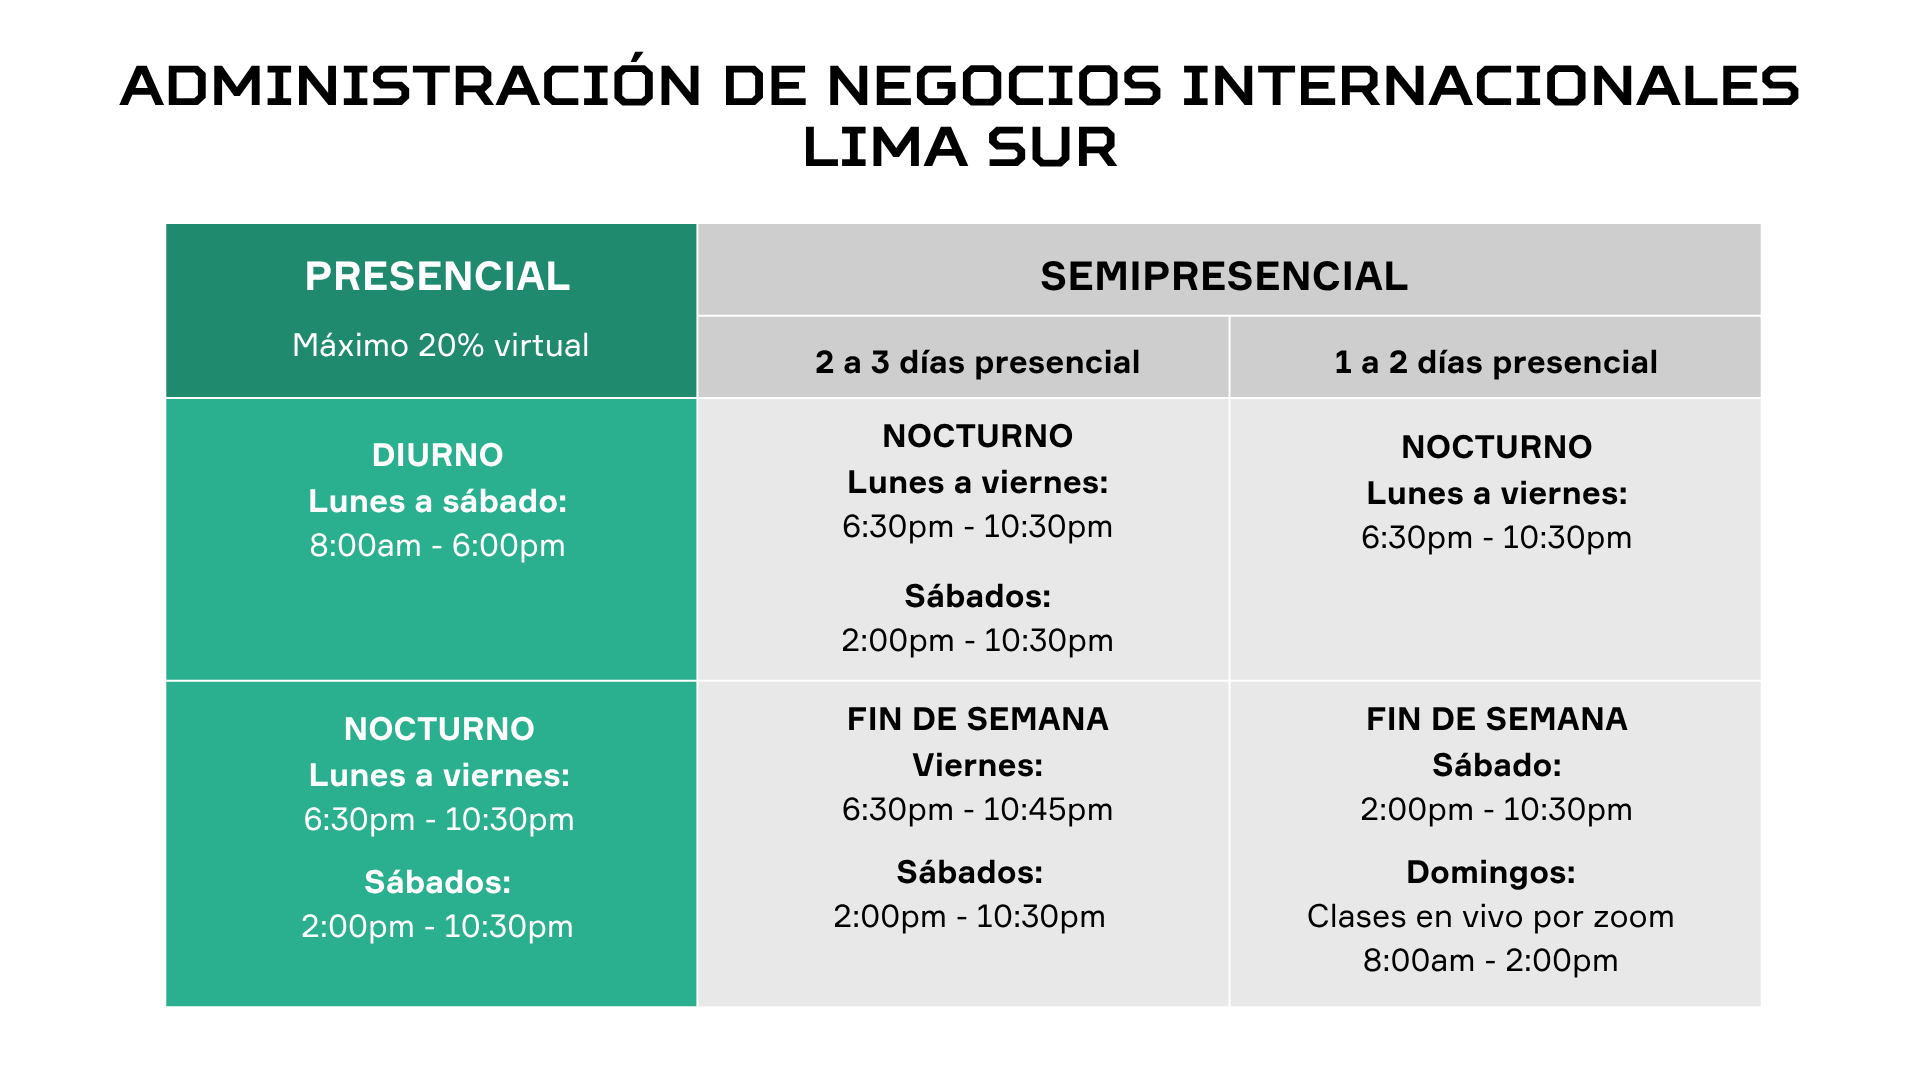 ADMINISTRACIÓN DE NEGOCIOS INTERNACIONALES
LIMA SUR
PRESENCIAL
Máximo 20% virtual
SEMIPRESENCIAL
2 a 3 días presencial
1 a 2 días presencial
DIURNO
Lunes a sábado:
8:00am - 6:00pm
NOCTURNO
Lunes a viernes:
6:30pm - 10:30pm
Sábados:
2:00pm - 10:30pm
NOCTURNO
Lunes a viernes:
6:30pm - 10:30pm
NOCTURNO
Lunes a viernes:
6:30pm - 10:30pm
Sábados:
2:00pm - 10:30pm
FIN DE SEMANA
Viernes:
6:30pm - 10:45pm
Sábados:
2:00pm - 10:30pm
FIN DE SEMANA
Sábado:
2:00pm - 10:30pm
Domingos:
Clases en vivo por zoom
8:00am - 2:00pm